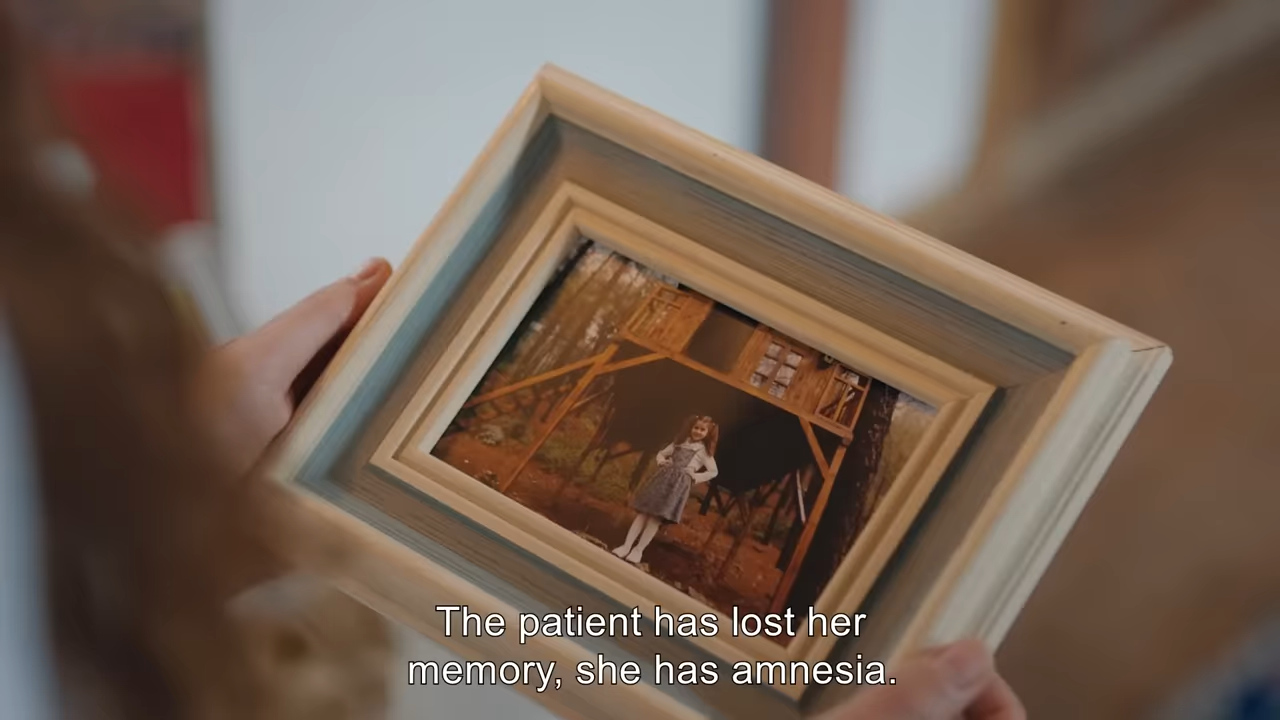 The patient has lost her
memory, she has amnesia.